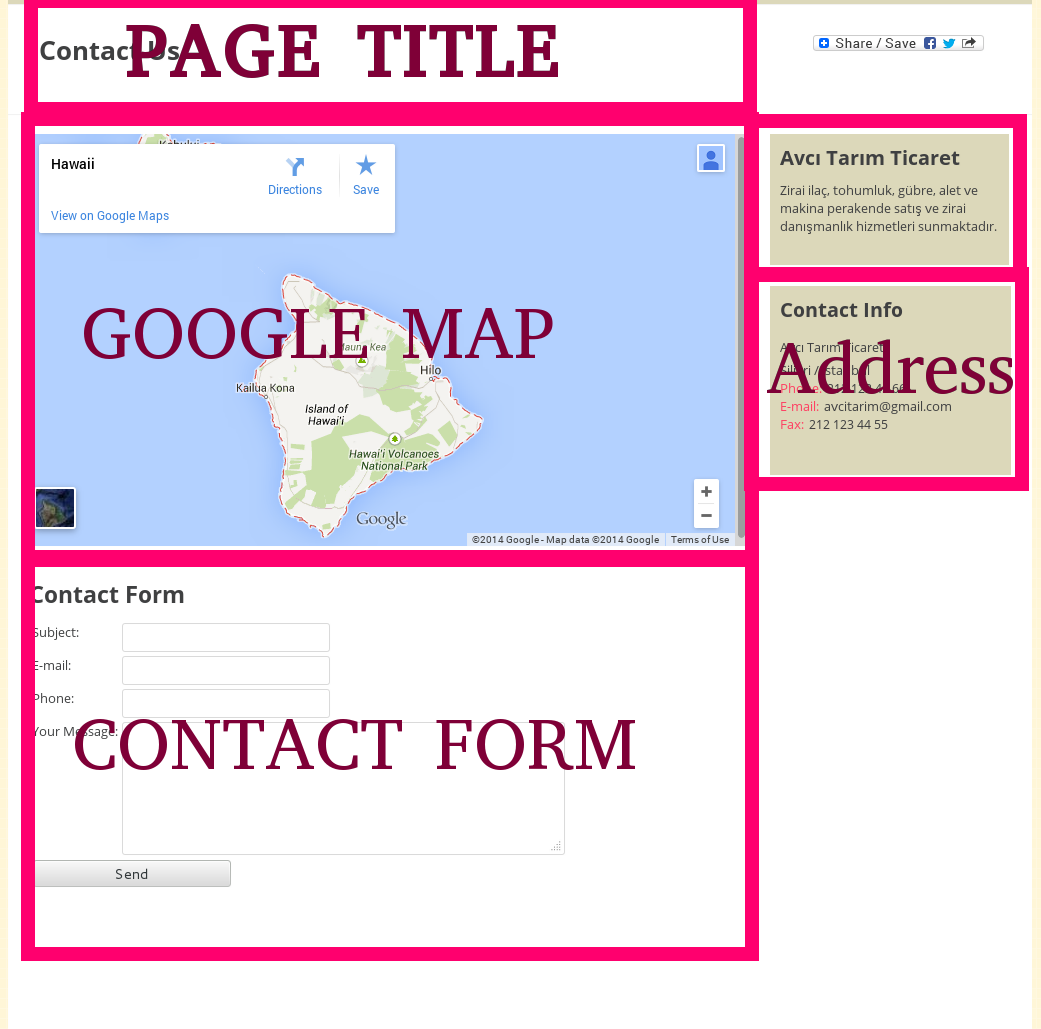 Contact Us
PAGE TITLE
Share / Save
Hawaii
Directions
Save
View on Google Maps
Mauna Kea
Hilo
Kailua Kona
Island of
Hawai'i
Hawai'i Volcanoes
National Park
Google
©2014 Google - Map data ©2014 Google
Terms of Use
GOOGLE MAP
Avcı Tarım Ticaret
Zirai ilaç, tohumluk, gübre, alet ve
makina perakende satış ve zirai
danışmanlık hizmetleri sunmaktadır.
Contact Info
Avcı Tarım Ticaret
Address
Phone:
E-mail: avcitarim@gmail.com
Fax: 212 123 44 55
Contact Form
Subject:
E-mail:
Phone:
Your Message:
CONTACT FORM
Send